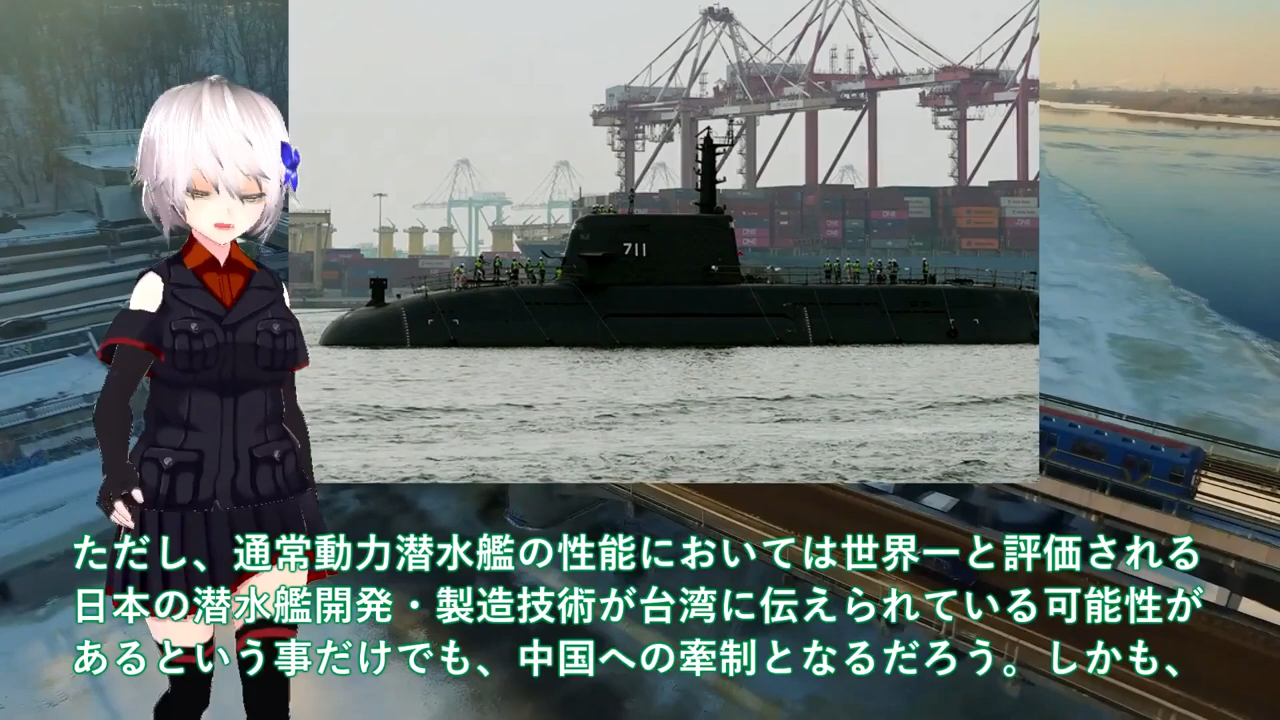 711
ONE
ONE
ONE
ただし、通常動力潜水艦の性能においては世界一と評価される
日本の潜水艦開発・製造技術が台湾に伝えられている可能性が
あるという事だけでも、中国への牽制となるだろう。しかも、